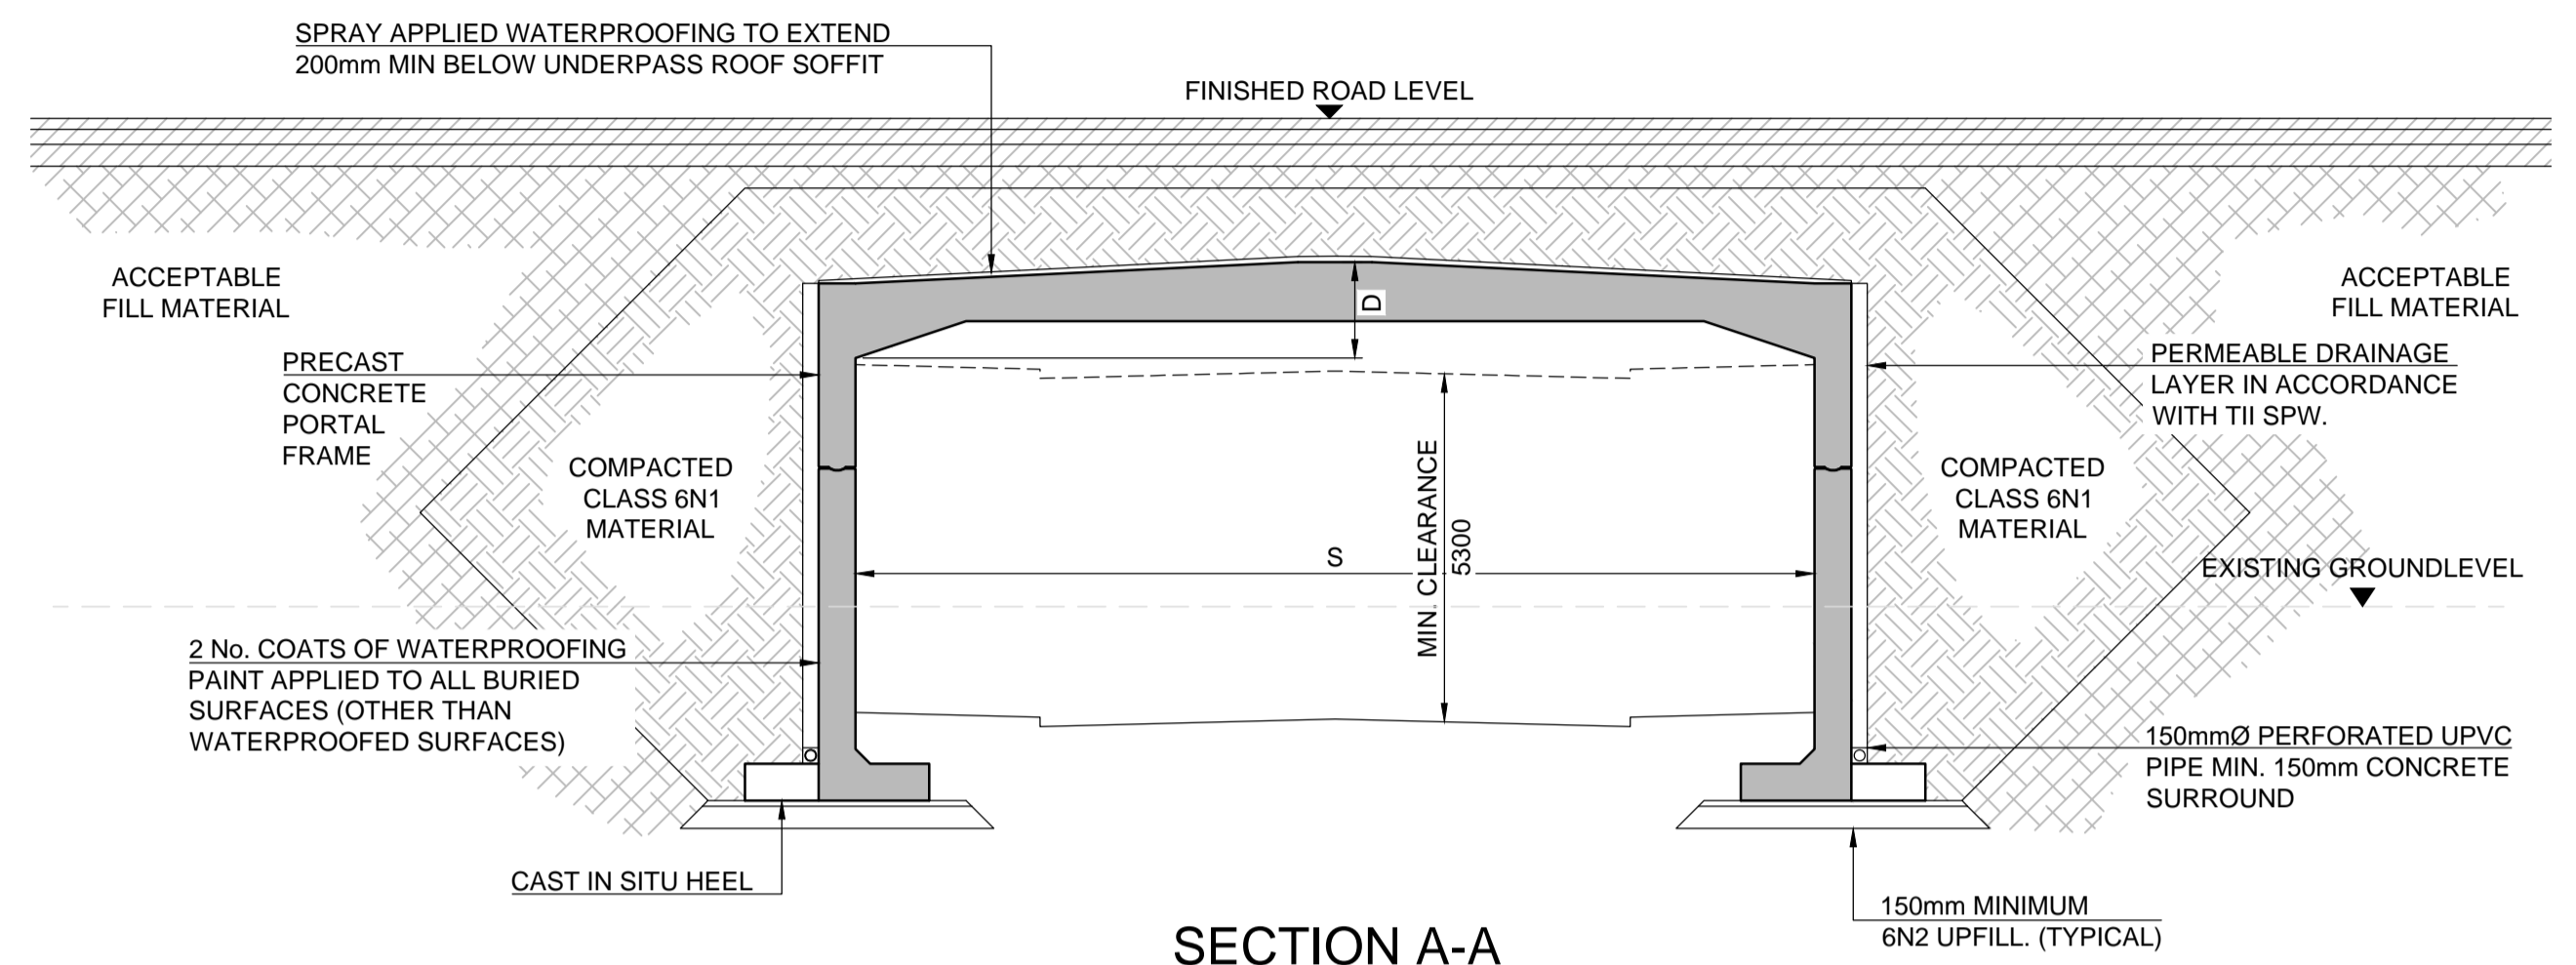 SPRAY APPLIED WATERPROOFING TO EXTEND
200mm MIN BELOW UNDERPASS ROOF SOFFIT
FINISHED ROAD LEVEL
ACCEPTABLE
FILL MATERIAL
ACCEPTABLE
FILL MATERIAL
D
PRECAST
CONCRETE
PORTAL
FRAME
PERMEABLE DRAINAGE
LAYER IN ACCORDANCE
WITH TII SPW.
COMPACTED
CLASS 6N1
MATERIAL
COMPACTED
CLASS 6N1
MATERIAL
S
MIN. CLEARANCE
5300
EXISTING GROUNDLEVEL
2 No. COATS OF WATERPROOFING
PAINT APPLIED TO ALL BURIED
SURFACES (OTHER THAN
WATERPROOFED SURFACES)
150mmØ PERFORATED UPVC
PIPE MIN. 150mm CONCRETE
SURROUND
CAST IN SITU HEEL
150mm MINIMUM
6N2 UPFILL. (TYPICAL)
SECTION A-A